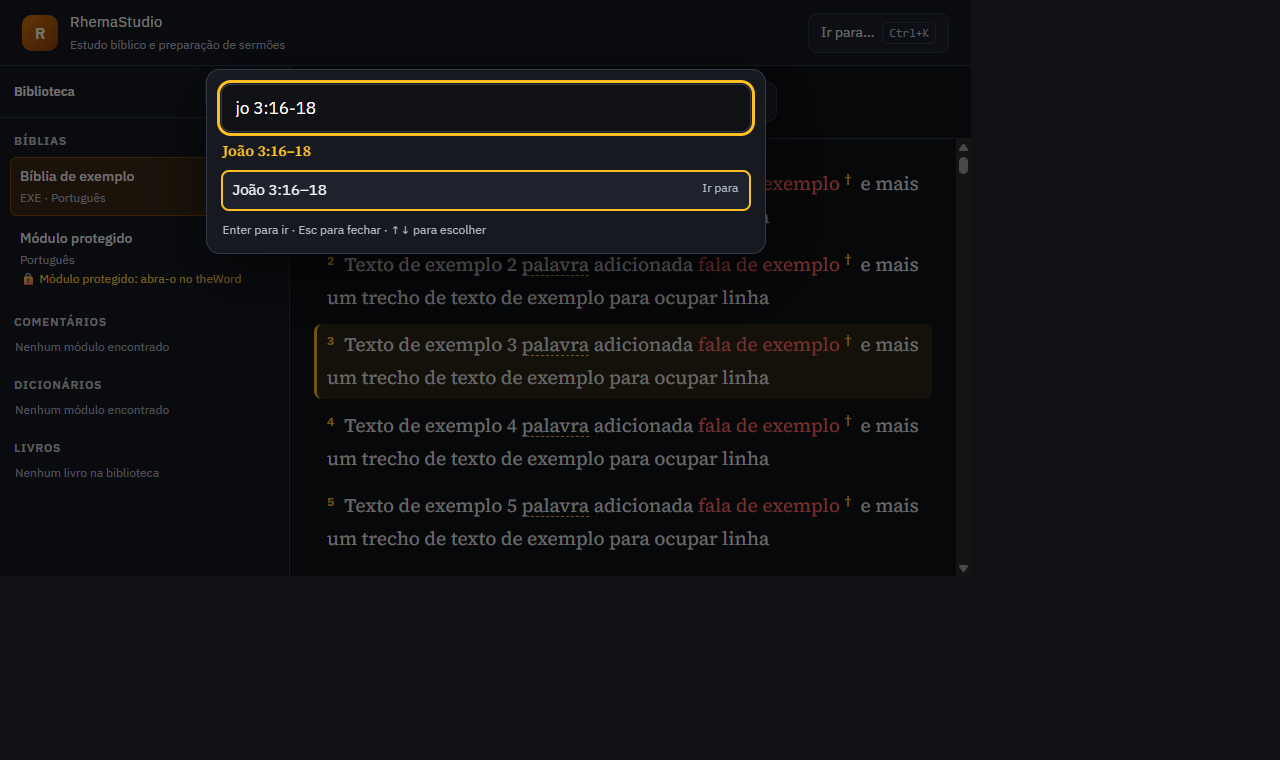 R
RhemaStudio
Estudo bíblico e preparação de sermões
Ir para... Ctrl+K
Biblioteca
BÍBLIAS
Bíblia de exemplo
EXE · Português
Módulo protegido
Português
🔒 Módulo protegido: abra-o no theWord
COMENTÁRIOS
Nenhum módulo encontrado
DICIONÁRIOS
Nenhum módulo encontrado
LIVROS
Nenhum livro na biblioteca
jo 3:16-18
João 3:16–18
João 3:16–18 Ir para
Enter para ir · Esc para fechar · ↑ ↓ para escolher
exemplo † e mais
2 Texto de exemplo 2 palavra adicionada fala de exemplo † e mais
um trecho de texto de exemplo para ocupar linha
3 Texto de exemplo 3 palavra adicionada fala de exemplo † e mais
um trecho de texto de exemplo para ocupar linha
4 Texto de exemplo 4 palavra adicionada fala de exemplo † e mais
um trecho de texto de exemplo para ocupar linha
5 Texto de exemplo 5 palavra adicionada fala de exemplo † e mais
um trecho de texto de exemplo para ocupar linha